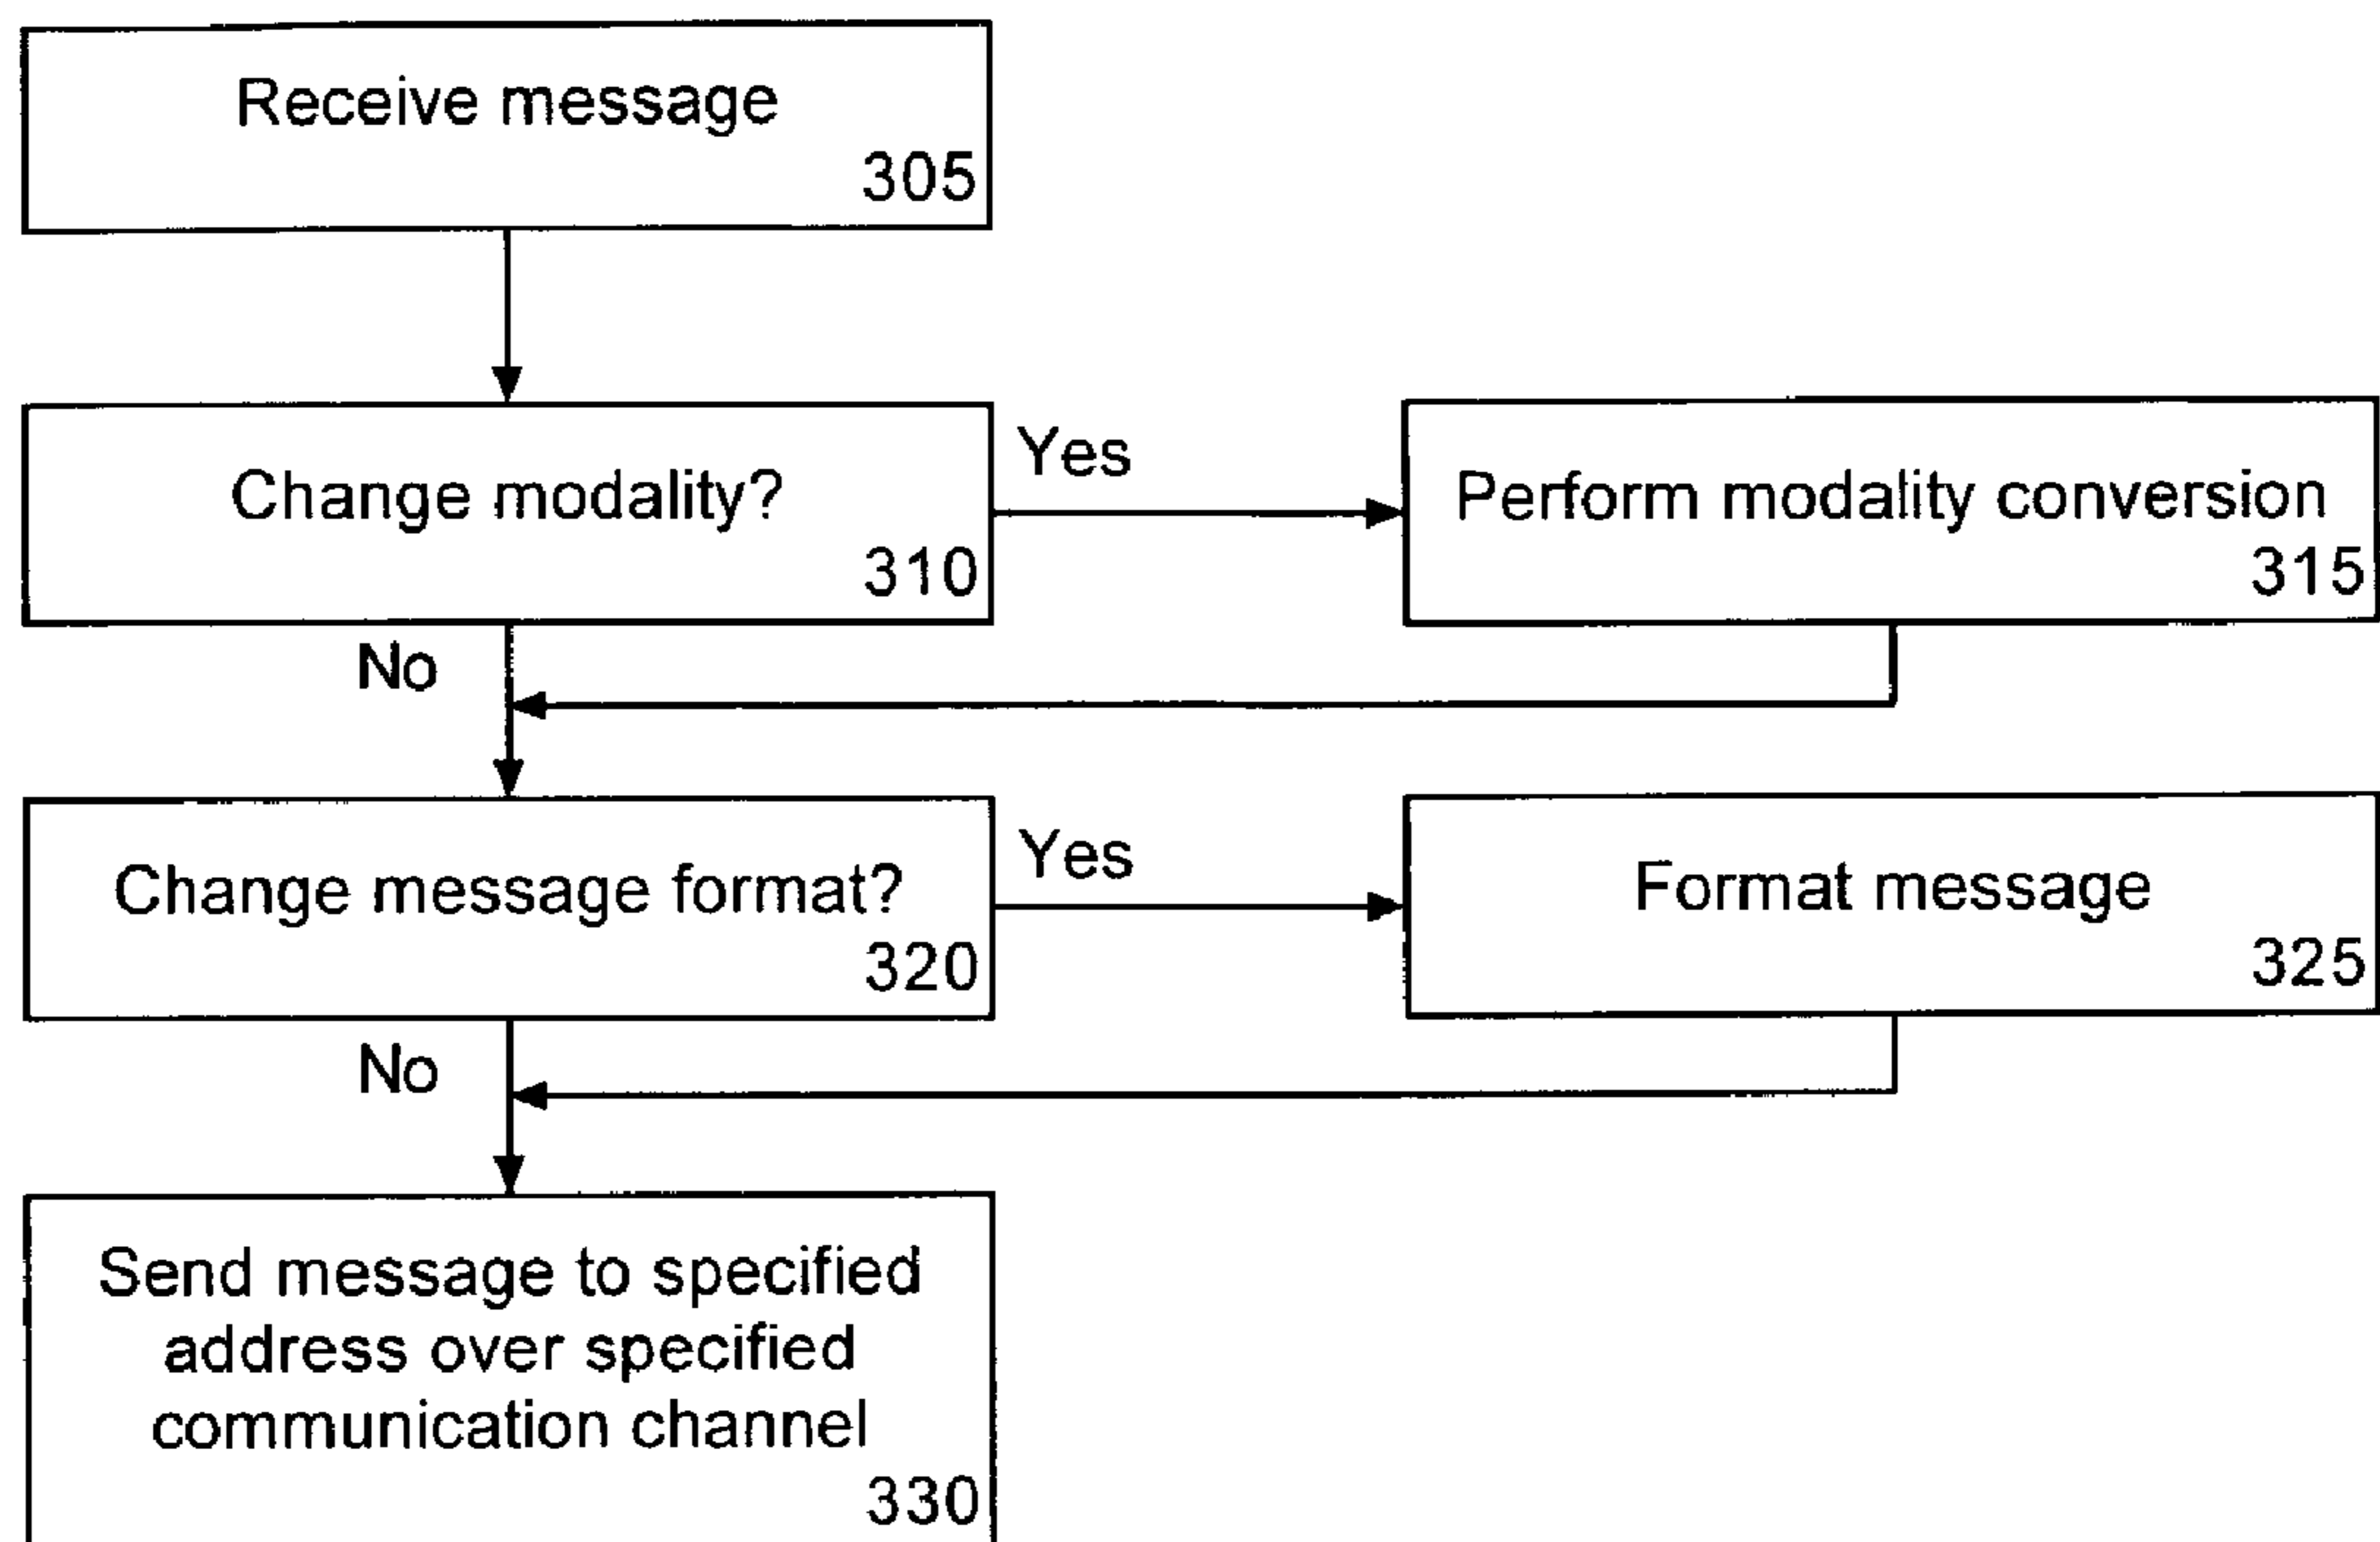 Receive message
305
Change modality?
310
Yes
Perform modality conversion
315
No
Change message format?
320
Yes
Format message
325
No
Send message to specified
address over specified
communication channel
330